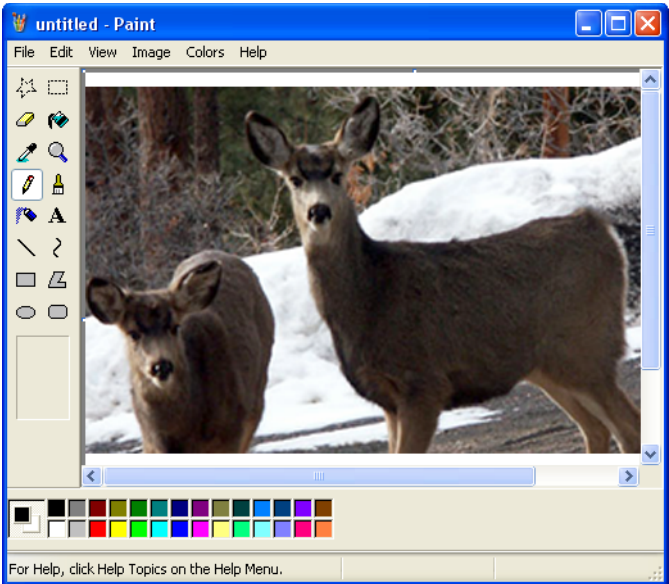 untitled - Paint
File Edit View Image Colors Help
A
For Help, click Help Topics on the Help Menu.